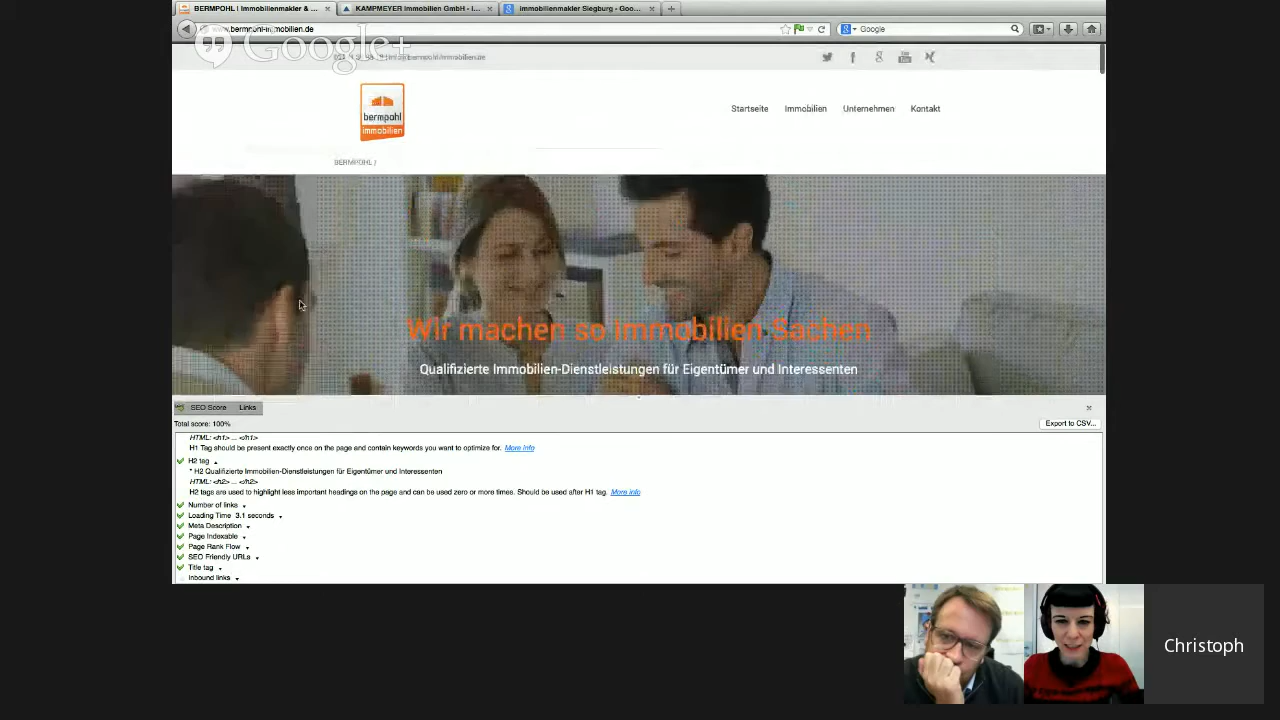 BERMPOHL | Immobilienmakler & ...
KAMPMEYER Immobilien GmbH - I...
immobilienmakler Siegburg - Goo...
www.bermpohl-immobilien.de
Google
Google+
bermpohl
immobilien
Startseite
Immobilien
Unternehmen
Kontakt
BERMPOHL /
Wir machen so Immobilien Sachen
Qualifizierte Immobilien-Dienstleistungen für Eigentümer und Interessenten
SEO Score
Links
Total score: 100%
Export to CSV...
HTML: <h1> ... </h1>
H1 Tag should be present exactly once on the page and contain keywords you want to optimize for. More info
H2 tag
* H2 Qualifizierte Immobilien-Dienstleistungen für Eigentümer und Interessenten
HTML: <h2> ... </h2>
H2 tags are used to highlight less important headings on the page and can be used zero or more times. Should be used after H1 tag. More info
Number of links
Loading Time 3.1 seconds
Meta Description
Page Indexable
Page Rank Flow
SEO Friendly URLs
Title tag
Inbound links
Christoph